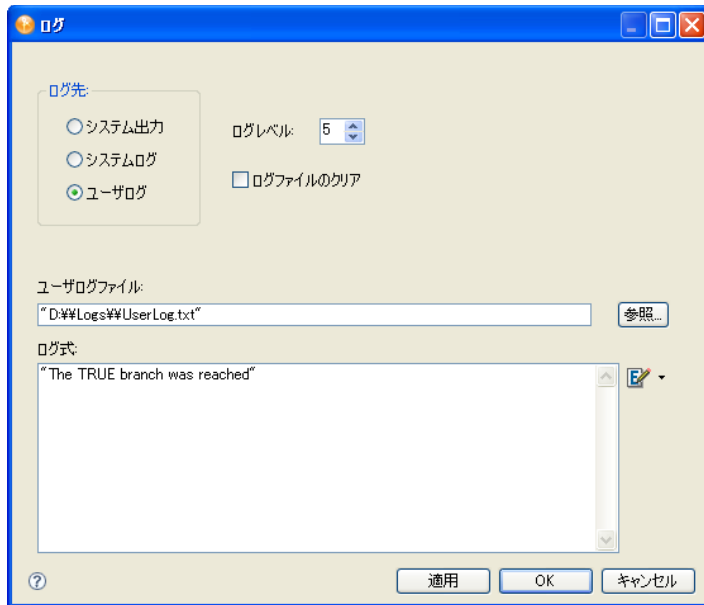 ログ
ログ先:
システム出力
システムログ
ユーザログ
ログレベル: 5
ログファイルのクリア
ユーザログファイル:
"D:¥¥Logs¥¥UserLog.txt"
参照...
ログ式:
"The TRUE branch was reached"
適用 OK キャンセル